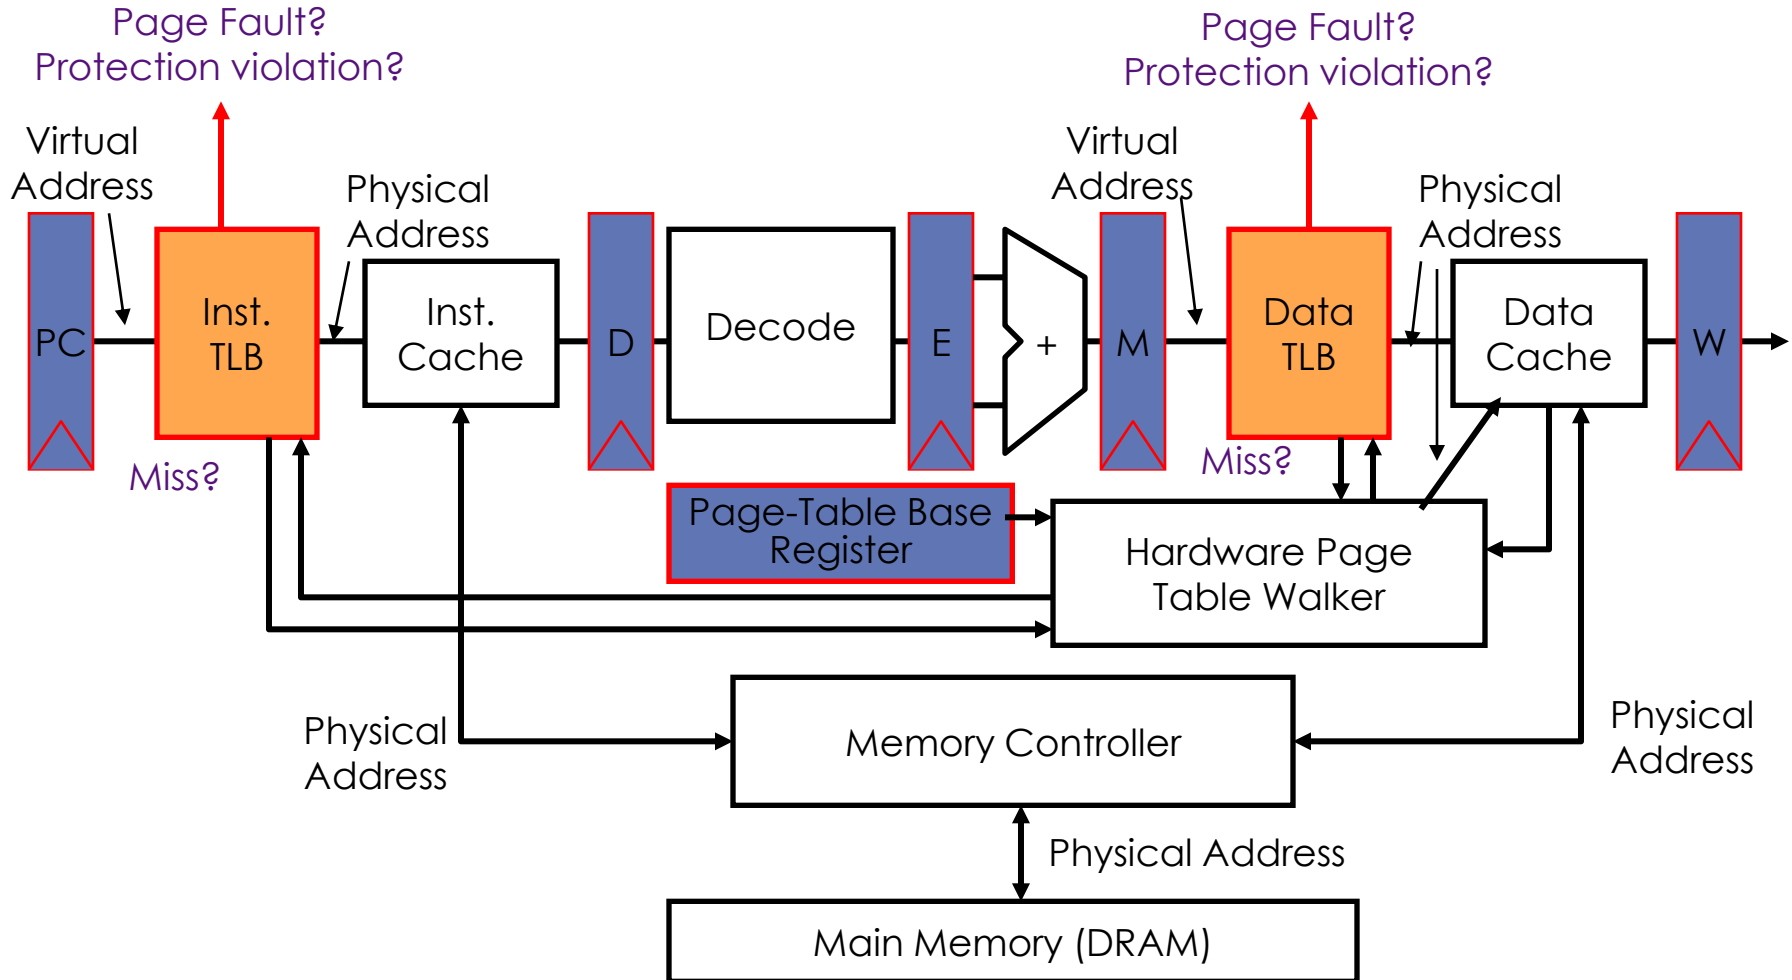 Page Fault?
Protection violation?
Page Fault?
Protection violation?
Virtual
Address
Physical
Address
Virtual
Address
Physical
Address
PC
Inst.
TLB
Inst.
Cache
D
Decode
E
+
M
Data
TLB
Data
Cache
W
Miss?
Miss?
Page-Table Base
Register
Hardware Page
Table Walker
Physical
Address
Memory Controller
Physical
Address
Physical Address
Main Memory (DRAM)